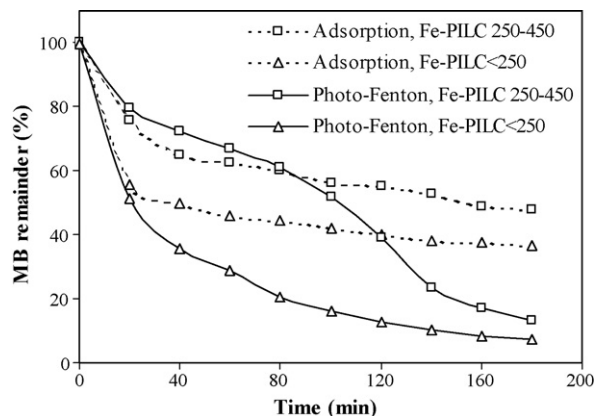 Adsorption, Fe-PILC 250-450
Adsorption, Fe-PILC<250
Photo-Fenton, Fe-PILC 250-450
Photo-Fenton, Fe-PILC<250
MB remainder (%)
100
80
60
40
20
0
0 40 80 120 160 200
Time (min)